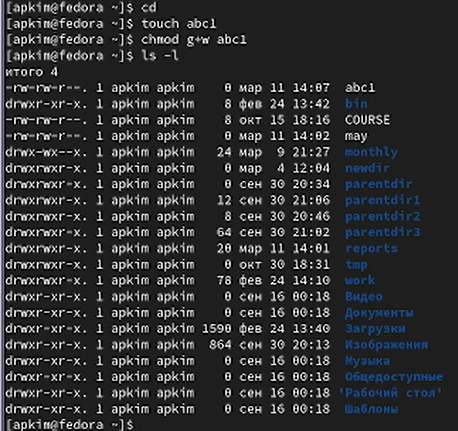 [apkim@fedora ~]$ cd
[apkim@fedora ~]$ touch abc1
[apkim@fedora ~]$ chmod g+w abc1
[apkim@fedora ~]$ ls -l
итого 4
-rw-rw-r--. 1 apkim apkim 0 мар 11 14:07 abc1
drwxr-xr-x. 1 apkim apkim 8 фев 24 13:42 bin
-rw-rw-r--. 1 apkim apkim 8 окт 15 18:16 COURSE
-rw-rw-r--. 1 apkim apkim 0 мар 11 14:02 may
drwx-wx--x. 1 apkim apkim 24 мар 9 21:27 monthly
drwxrwxr-x. 1 apkim apkim 0 мар 4 12:04 newdir
drwxrwxr-x. 1 apkim apkim 0 сен 30 20:34 parentdir
drwxrwxr-x. 1 apkim apkim 12 сен 30 21:06 parentdir1
drwxrwxr-x. 1 apkim apkim 8 сен 30 20:46 parentdir2
drwxrwxr-x. 1 apkim apkim 64 сен 30 21:02 parentdir3
drwxrwxr-x. 1 apkim apkim 20 мар 11 14:01 reports
drwxrwxr-x. 1 apkim apkim 0 окт 30 18:31 tmp
drwxrwxr-x. 1 apkim apkim 78 фев 24 14:10 work
drwxr-xr-x. 1 apkim apkim 0 сен 16 00:18 Видео
drwxr-xr-x. 1 apkim apkim 0 сен 16 00:18 Документы
drwxr-xr-x. 1 apkim apkim 1590 фев 24 13:40 Загрузки
drwxr-xr-x. 1 apkim apkim 864 сен 30 20:13 Изображения
drwxr-xr-x. 1 apkim apkim 0 сен 16 00:18 Музыка
drwxr-xr-x. 1 apkim apkim 0 сен 16 00:18 Общедоступные
drwxr-xr-x. 1 apkim apkim 0 сен 16 00:18 'Рабочий стол'
drwxr-xr-x. 1 apkim apkim 0 сен 16 00:18 Шаблоны
[apkim@fedora ~]$